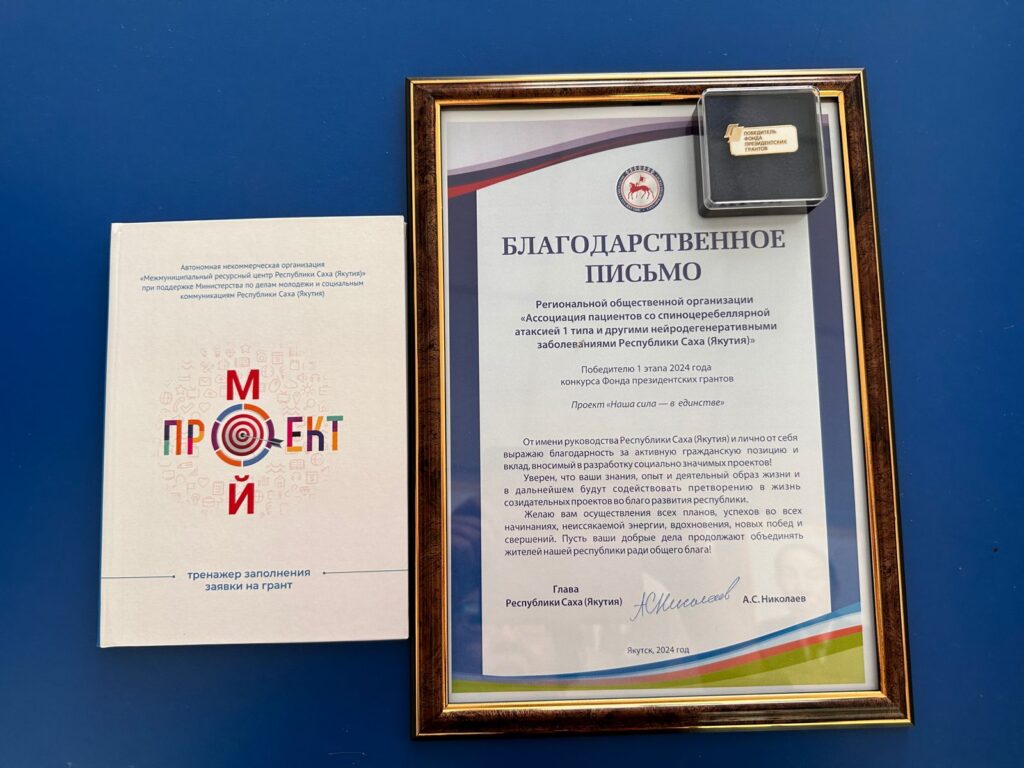 Автономная некоммерческая организация
«Межмуниципальный ресурсный центр Республики Саха (Якутия)»
при поддержке Министерства по делам молодежи и социальным
коммуникациям Республики Саха (Якутия)
МОЙ
ПРОЕКТ
тренажер заполнения
заявки на грант
ПОБЕДИТЕЛЬ
ФОНДА
ПРЕЗИДЕНТСКИХ
ГРАНТОВ
БЛАГОДАРСТВЕННОЕ
ПИСЬМО
Региональной общественной организации
«Ассоциация пациентов со спиноцеребеллярной
атаксией 1 типа и другими нейродегенеративными
заболеваниями Республики Саха (Якутия)»
Победителю 1 этапа 2024 года
конкурса Фонда президентских грантов
Проект «Наша сила — в единстве»
От имени руководства Республики Саха (Якутия) и лично от себя
выражаю благодарность за активную гражданскую позицию и
вклад, вносимый в разработку социально значимых проектов!
Уверен, что ваши знания, опыт и деятельный образ жизни и
в дальнейшем будут содействовать претворению в жизнь
созидательных проектов во благо развития республики.
Желаю вам осуществления всех планов, успехов во всех
начинаниях, неиссякаемой энергии, вдохновения, новых побед и
свершений. Пусть ваши добрые дела продолжают объединять
жителей нашей республики ради общего блага!
Глава
Республики Саха (Якутия) АСНиколаев А.С. Николаев
Якутск, 2024 год